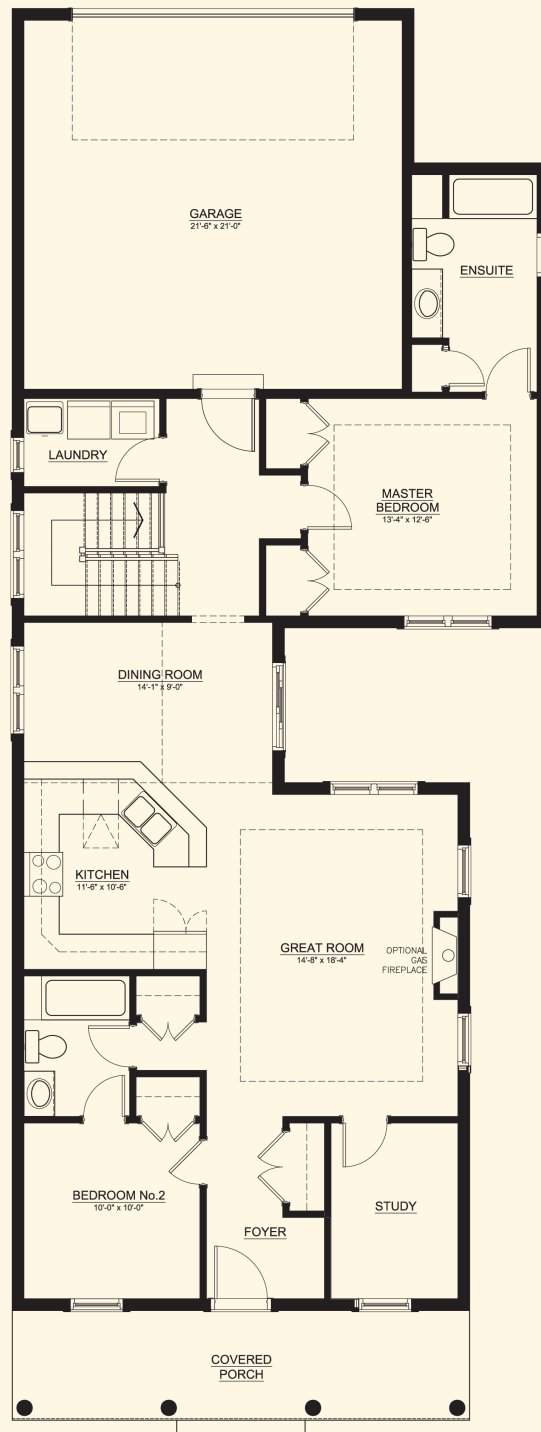 GARAGE
21'-6" x 21'-0"
ENSUITE
LAUNDRY
MASTER
BEDROOM
13'-4" x 12'-6"
DINING ROOM
14'-1" x 9'-0"
KITCHEN
11'-6" x 10'-6"
GREAT ROOM
14'-8" x 18'-4"
OPTIONAL
GAS
FIREPLACE
BEDROOM No.2
10'-0" x 10'-0"
STUDY
FOYER
COVERED
PORCH